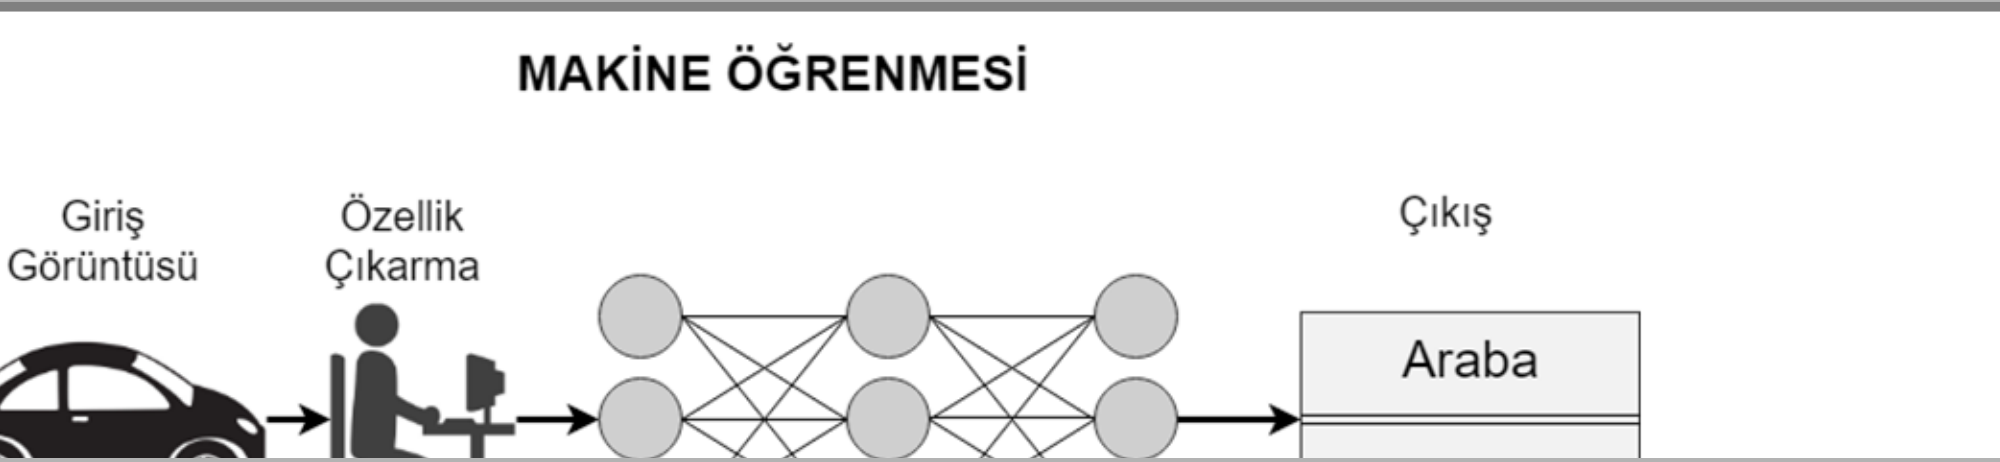 MAKİNE ÖĞRENMESİ
Giriş
Görüntüsü
Özellik
Çıkarma
Çıkış
Araba